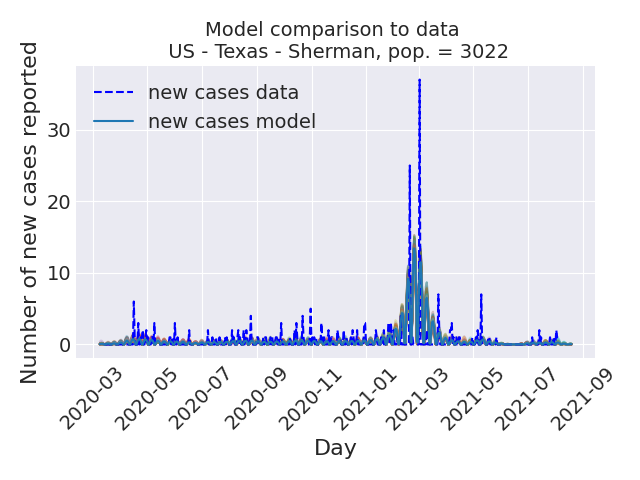 Model comparison to data
US - Texas - Sherman, pop. = 3022
Number of new cases reported
new cases data
new cases model
30
20
10
0
2020-03
2020-05
2020-07
2020-09
2020-11
2021-01
2021-03
2021-05
2021-07
2021-09
Day